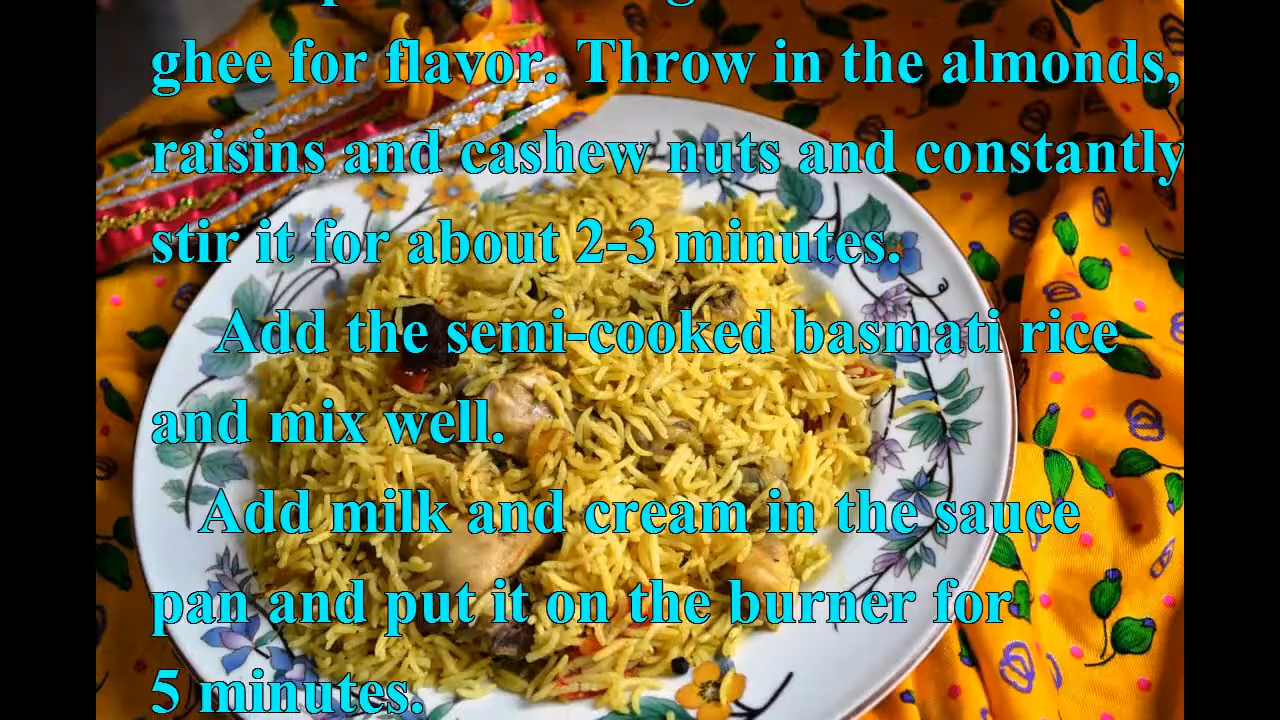 ghee for flavor. Throw in the almonds,
raisins and cashew nuts and constantly
stir it for about 2-3 minutes.
Add the semi-cooked basmati rice
and mix well.
Add milk and cream in the sauce
pan and put it on the burner for
5 minutes.